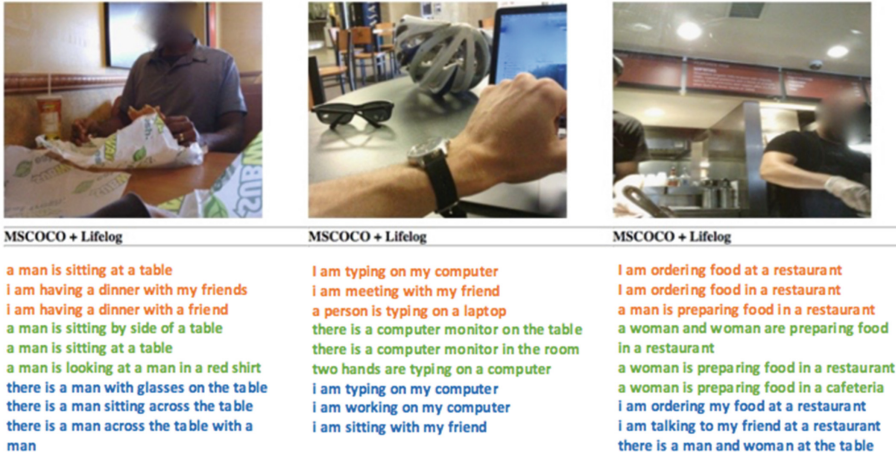 SUBW
MSCOCO + Lifelog
a man is sitting at a table
i am having a dinner with my friends
i am having a dinner with a friend
a man is sitting by side of a table
a man is sitting at a table
a man is looking at a man in a red shirt
there is a man with glasses on the table
there is a man sitting across the table
there is a man across the table with a
man
MSCOCO + Lifelog
I am typing on my computer
i am meeting with my friend
a person is typing on a laptop
there is a computer monitor on the table
there is a computer monitor in the room
two hands are typing on a computer
i am typing on my computer
i am working on my computer
i am sitting with my friend
MSCOCO + Lifelog
I am ordering food at a restaurant
I am ordering food in a restaurant
a man is preparing food in a restaurant
a woman and woman are preparing food
in a restaurant
a woman is preparing food in a restaurant
a woman is preparing food in a cafeteria
i am ordering my food at a restaurant
i am talking to my friend at a restaurant
there is a man and woman at the table